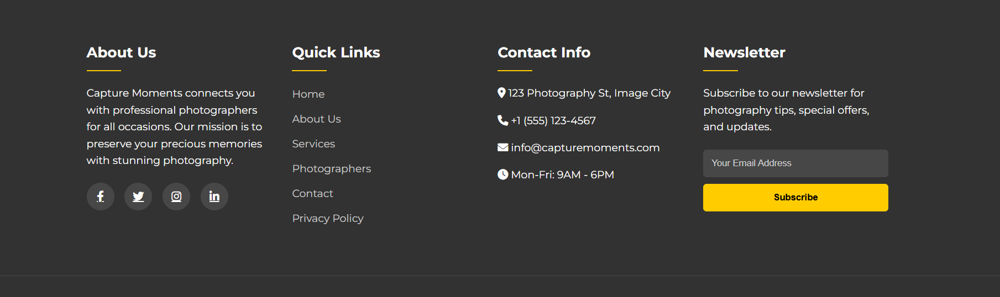 About Us
Capture Moments connects you
with professional photographers
for all occasions. Our mission is to
preserve your precious memories
with stunning photography.
Quick Links
Home
About Us
Services
Photographers
Contact
Privacy Policy
Contact Info
123 Photography St, Image City
+1 (555) 123-4567
info@capturemoments.com
Mon-Fri: 9AM - 6PM
Newsletter
Subscribe to our newsletter for
photography tips, special offers,
and updates.
Your Email Address
Subscribe